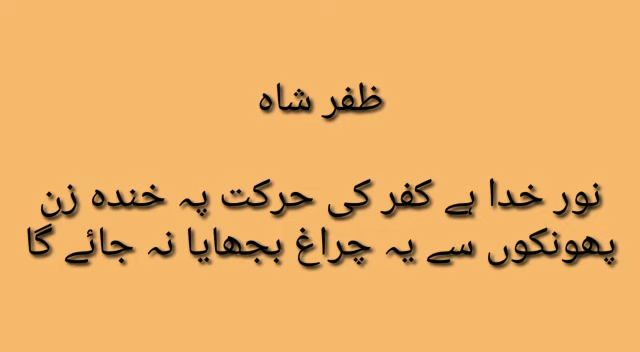 ظفر شاہ
نور خدا ہے کفر کی حرکت پہ خندہ زن
پھونکوں سے یہ چراغ بجھایا نہ جائے گا